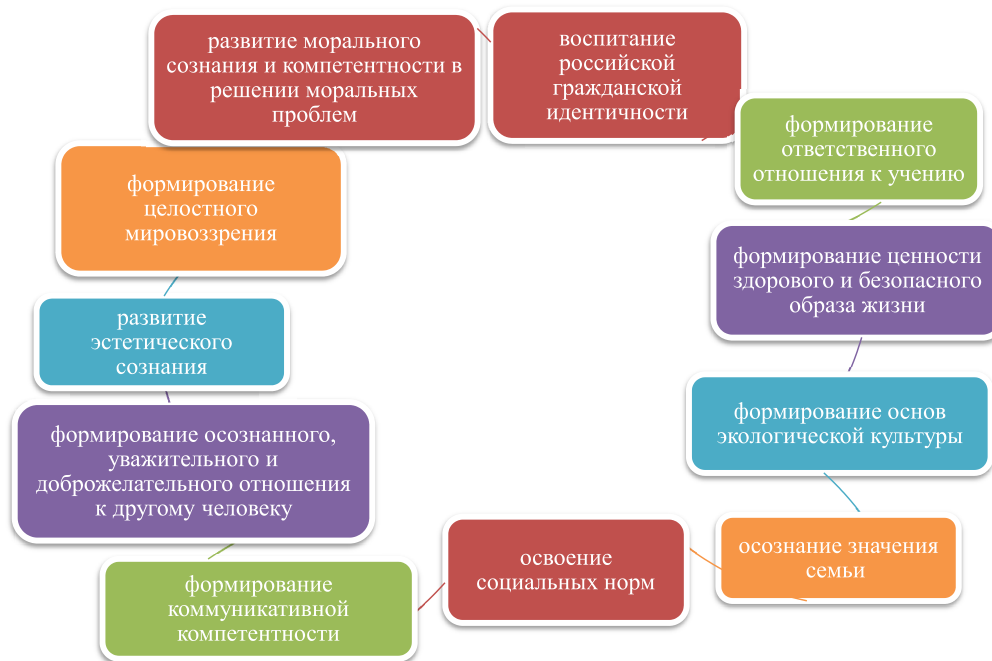 развитие морального
сознания и компетентности в
решении моральных
проблем
воспитание
российской
гражданской
идентичности
формирование
ответственного
отношения к учению
формирование ценности
здорового и безопасного
образа жизни
формирование основ
экологической культуры
осознание значения
семьи
освоение
социальных норм
формирование
коммуникативной
компетентности
формирование осознанного,
уважительного и
доброжелательного отношения
к другому человеку
развитие
эстетического
сознания
формирование
целостного
мировоззрения